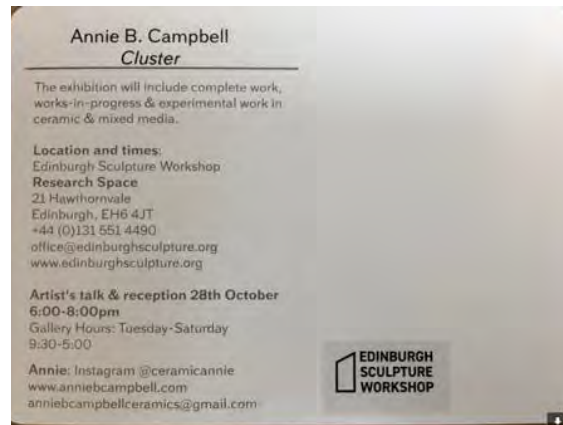 Annie B. Campbell
Cluster
The exhibition will include complete work,
works-in-progress & experimental work in
ceramic & mixed media.
Location and times:
Edinburgh Sculpture Workshop
Research Space
21 Hawthornvale
Edinburgh, EH6 4JT
+44 (0)131 551 4490
office@edinburghsculpture.org
www.edinburghsculpture.org
Artist's talk & reception 28th October
6:00-8:00pm
Gallery Hours: Tuesday-Saturday
9:30-5:00
Annie: Instagram @ceramicannie
www.anniebcampbell.com
anniebcampbellceramics@gmail.com
EDINBURGH
SCULPTURE
WORKSHOP